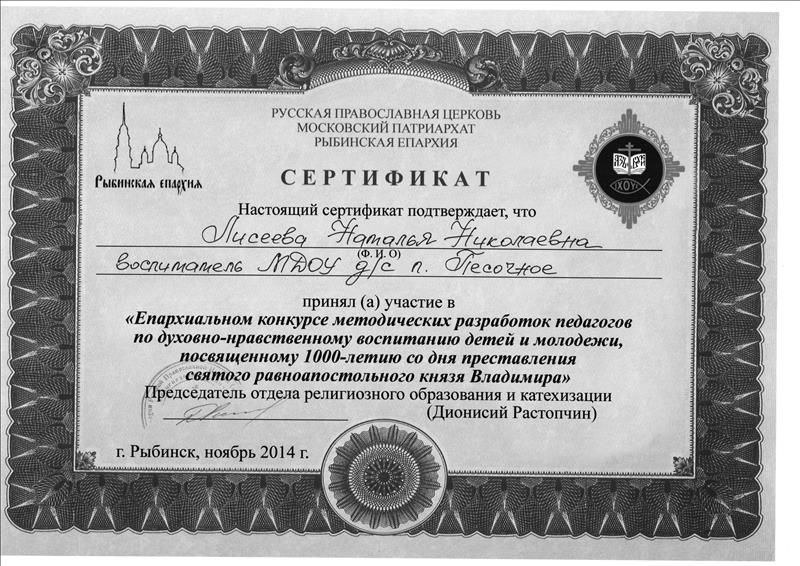 РУССКАЯ ПРАВОСЛАВНАЯ ЦЕРКОВЬ
МОСКОВСКИЙ ПАТРИАРХАТ
РЫБИНСКАЯ ЕПАРХИЯ
Рыбинская епархия
СЕРТИФИКАТ
Настоящий сертификат подтверждает, что
Лисеева Наталья Николаевна
(Ф. И. О)
воспитатель МДОУ д/с п. Песочное
принял (а) участие в
«Епархиальном конкурсе методических разработок педагогов
по духовно-нравственному воспитанию детей и молодежи,
посвященному 1000-летию со дня преставления
святого равноапостольного князя Владимира»
Председатель отдела религиозного образования и катехизации
(Дионисий Растопчин)
г. Рыбинск, ноябрь 2014 г.